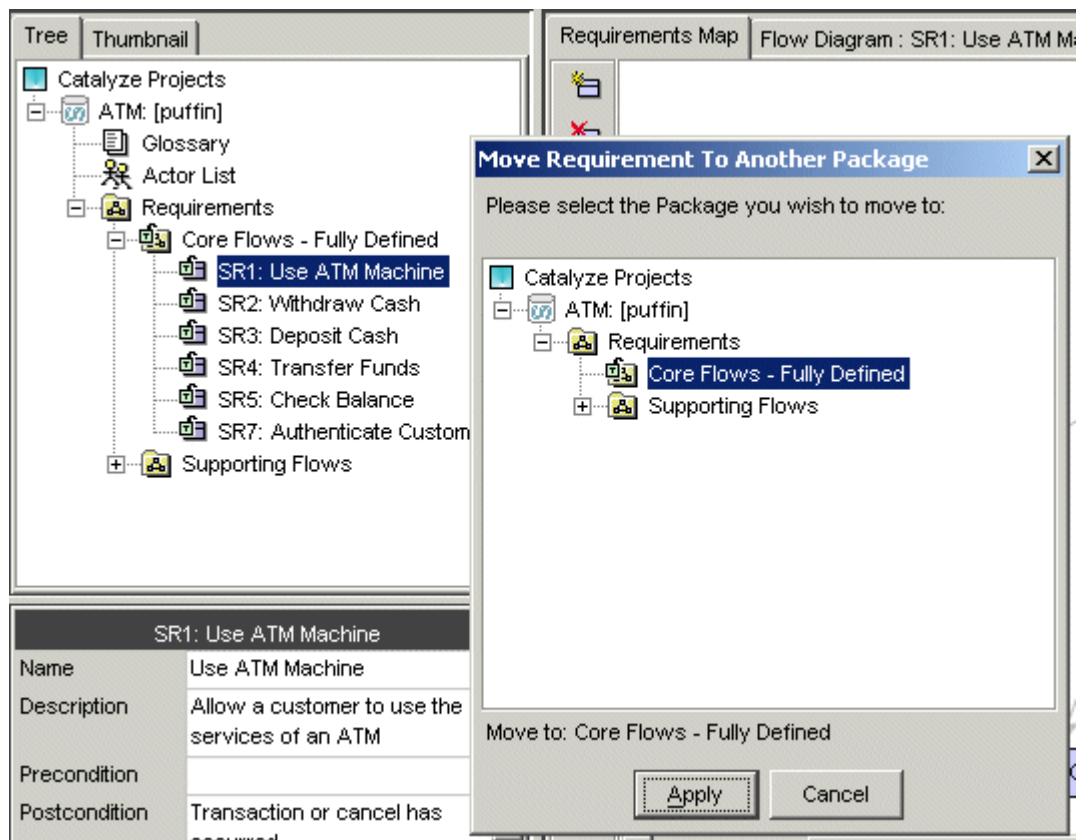 Tree
Thumbnail
Catalyze Projects
ATM: [puffin]
Glossary
Actor List
Requirements
Core Flows - Fully Defined
SR1: Use ATM Machine
SR2: Withdraw Cash
SR3: Deposit Cash
SR4: Transfer Funds
SR5: Check Balance
SR7: Authenticate Custom
Supporting Flows
SR1: Use ATM Machine
Name Use ATM Machine
Description Allow a customer to use the
services of an ATM
Precondition
Postcondition Transaction or cancel has
Requirements Map
Flow Diagram : SR1: Use ATM Ma
Move Requirement To Another Package
Please select the Package you wish to move to:
Catalyze Projects
ATM: [puffin]
Requirements
Core Flows - Fully Defined
Supporting Flows
Move to: Core Flows - Fully Defined
Apply
Cancel